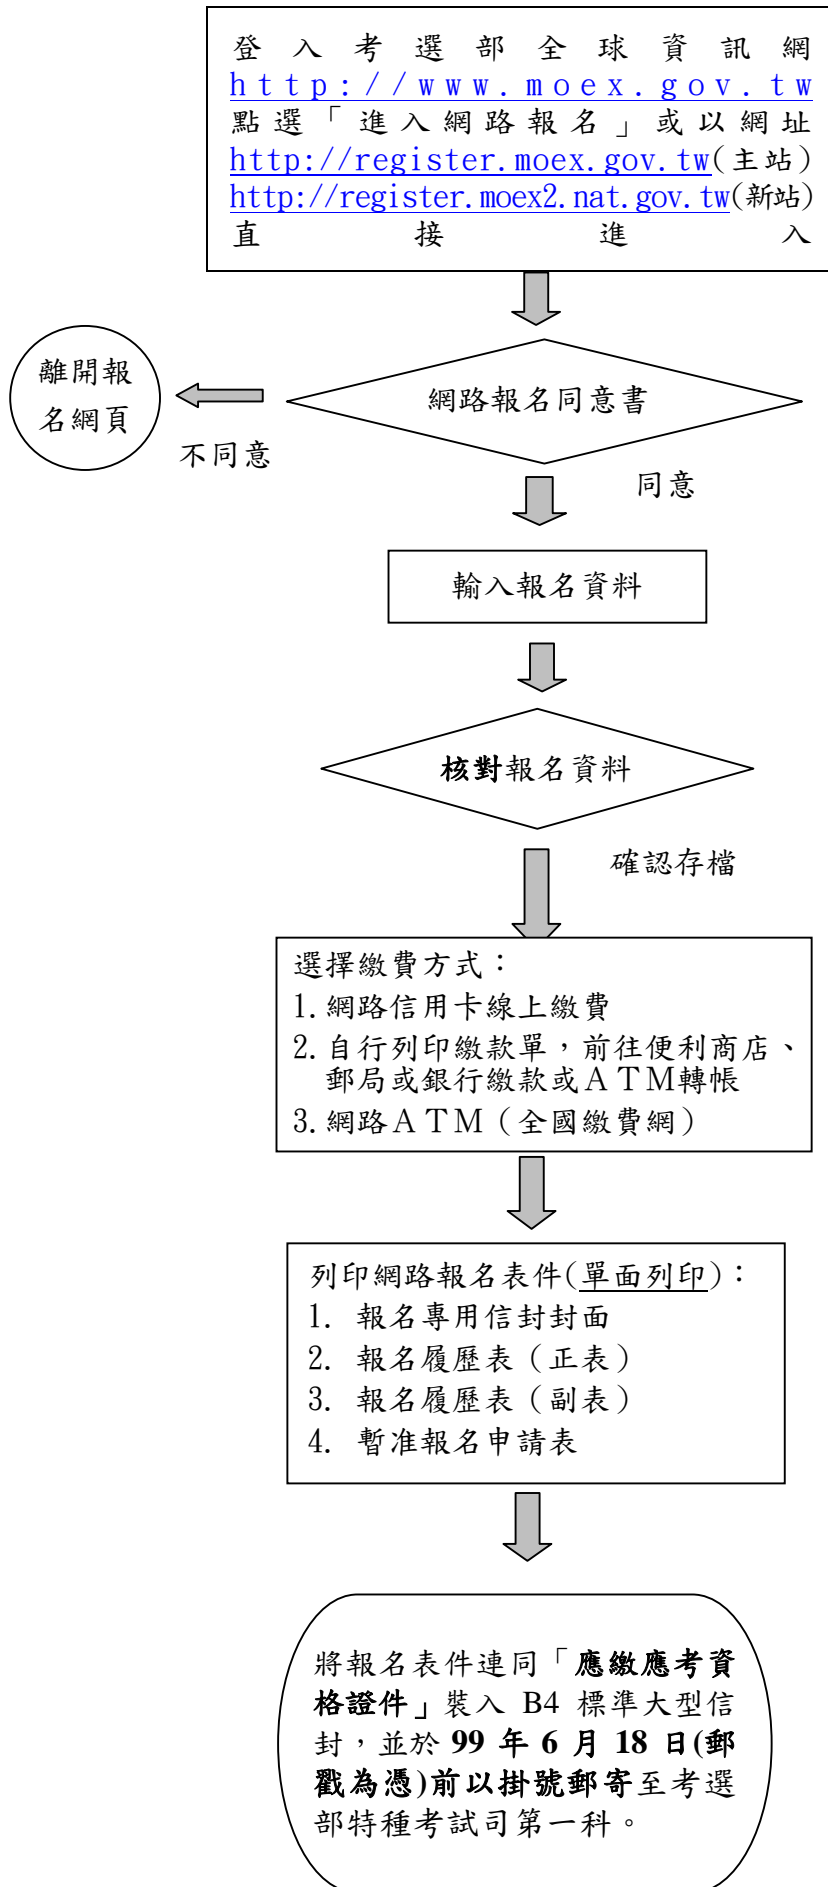 登入考選部全球資訊網
http://www.moex.gov.tw
點選「進入網路報名」或以網址
http://register.moex.gov.tw(主站)
http://register.moex2.nat.gov.tw(新站)
直接進入
離開報
名網頁
網路報名同意書
不同意
同意
輸入報名資料
核對報名資料
確認存檔
選擇繳費方式：
1.網路信用卡線上繳費
2.自行列印繳款單，前往便利商店、
郵局或銀行繳款或ＡＴＭ轉帳
3.網路ＡＴＭ（全國繳費網）
列印網路報名表件(單面列印)：
1. 報名專用信封封面
2. 報名履歷表（正表）
3. 報名履歷表（副表）
4. 暫准報名申請表
將報名表件連同「應繳應考資
格證件」裝入 B4 標準大型信
封，並於 99 年 6 月 18 日(郵
戳為憑)前以掛號郵寄至考選
部特種考試司第一科。